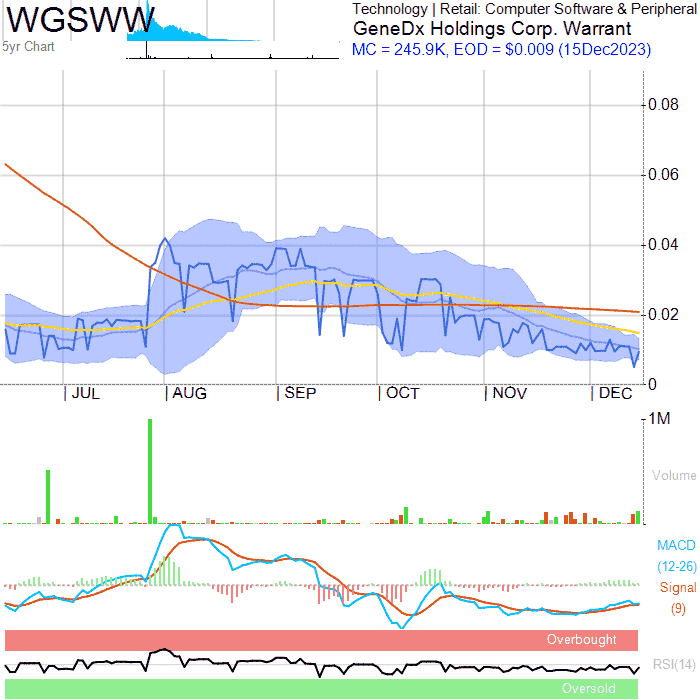 WGSWW
5yr Chart
Technology | Retail: Computer Software & Peripheral
GeneDx Holdings Corp. Warrant
MC = 245.9K, EOD = $0.009 (15Dec2023)
0.08
0.06
0.04
0.02
0
| JUL | AUG | SEP | OCT | NOV | DEC
1M
Volume
MACD
(12-26)
Signal
(9)
Overbought
RSI(14)
Oversold